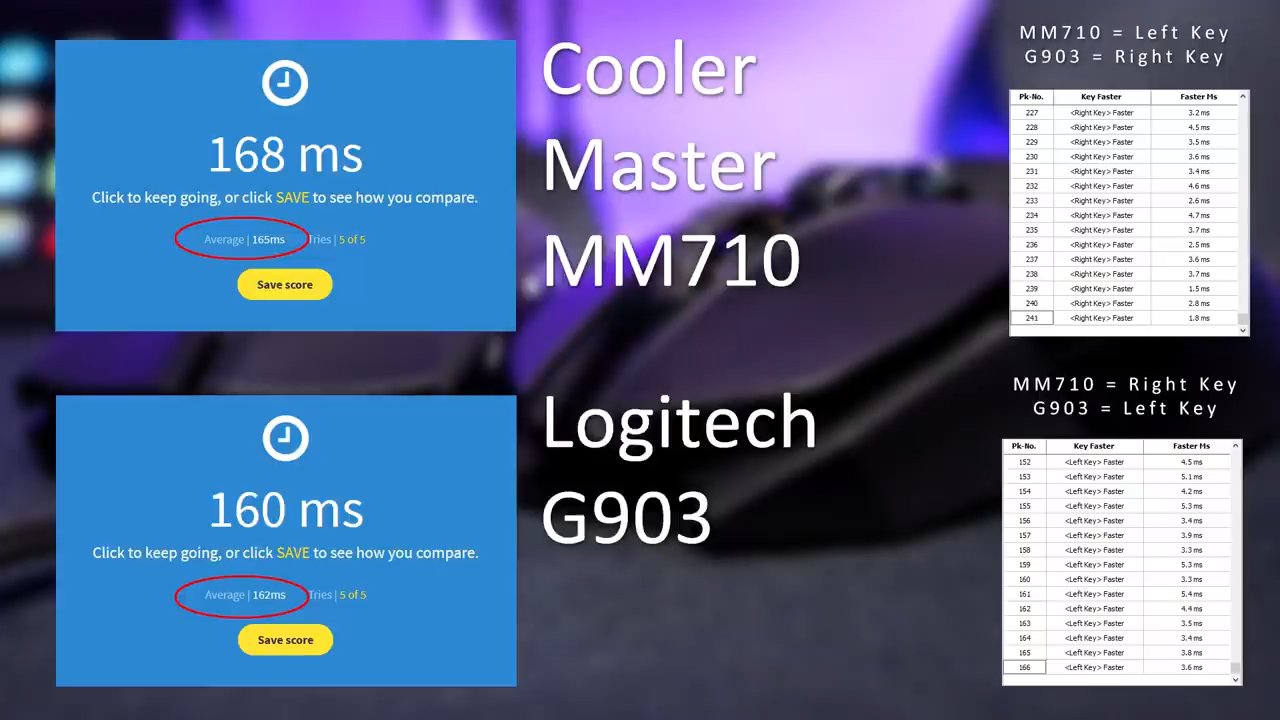 168 ms
Click to keep going, or click SAVE to see how you compare.
Average | 165ms Tries | 5 of 5
Save score
Cooler
Master
MM710
MM710 = Left Key
G903 = Right Key
Pk-No. Key Faster Faster Ms
227 <Right Key> Faster 3.2 ms
228 <Right Key> Faster 4.5 ms
229 <Right Key> Faster 3.5 ms
230 <Right Key> Faster 3.6 ms
231 <Right Key> Faster 3.4 ms
232 <Right Key> Faster 4.6 ms
233 <Right Key> Faster 2.6 ms
234 <Right Key> Faster 4.7 ms
235 <Right Key> Faster 3.7 ms
236 <Right Key> Faster 2.5 ms
237 <Right Key> Faster 3.6 ms
238 <Right Key> Faster 3.7 ms
239 <Right Key> Faster 1.5 ms
240 <Right Key> Faster 2.8 ms
241 <Right Key> Faster 1.8 ms
160 ms
Click to keep going, or click SAVE to see how you compare.
Average | 162ms Tries | 5 of 5
Save score
Logitech
G903
MM710 = Right Key
G903 = Left Key
Pk-No. Key Faster Faster Ms
152 <Left Key> Faster 4.5 ms
153 <Left Key> Faster 5.1 ms
154 <Left Key> Faster 4.2 ms
155 <Left Key> Faster 5.3 ms
156 <Left Key> Faster 3.4 ms
157 <Left Key> Faster 3.9 ms
158 <Left Key> Faster 3.3 ms
159 <Left Key> Faster 5.3 ms
160 <Left Key> Faster 3.3 ms
161 <Left Key> Faster 5.4 ms
162 <Left Key> Faster 4.4 ms
163 <Left Key> Faster 3.5 ms
164 <Left Key> Faster 3.4 ms
165 <Left Key> Faster 3.8 ms
166 <Left Key> Faster 3.6 ms